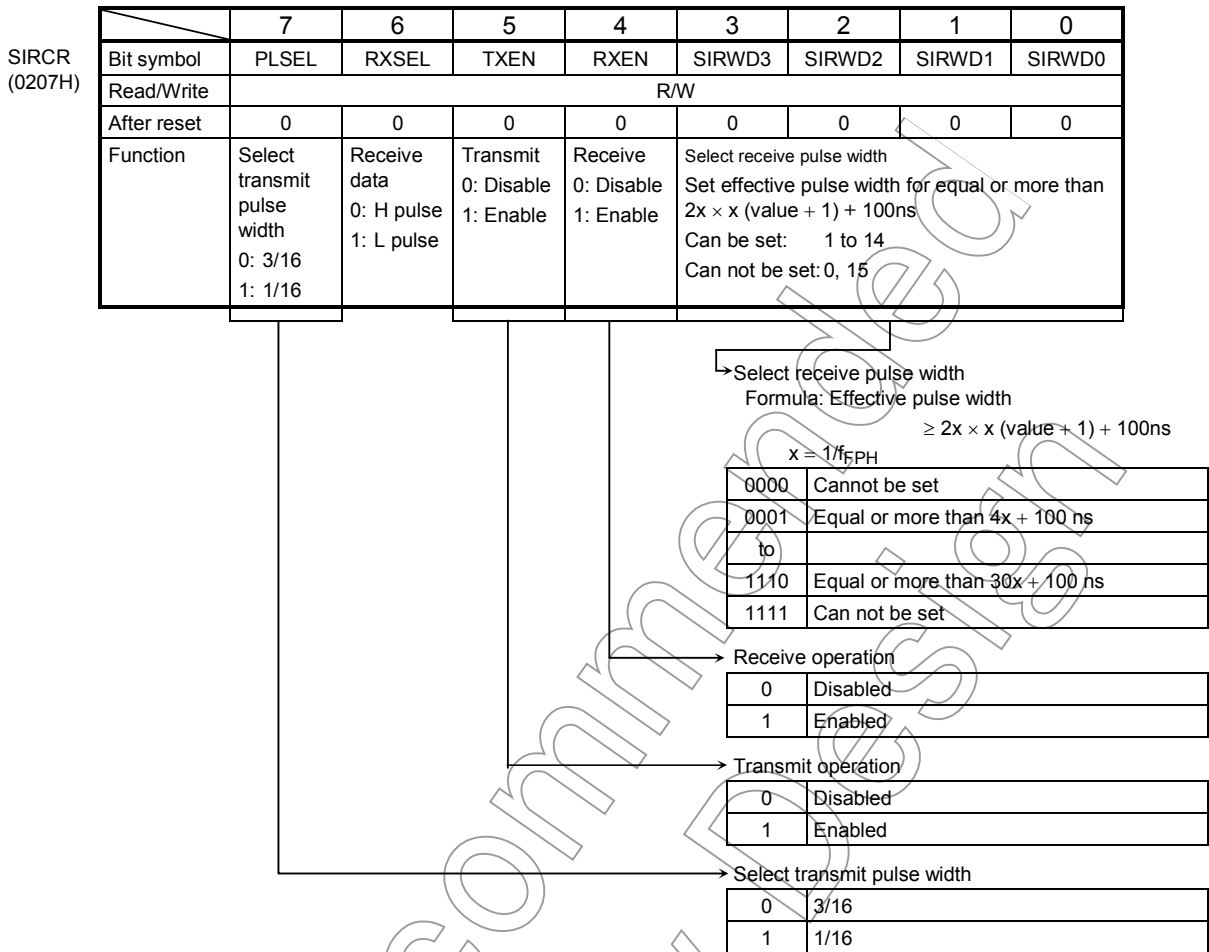 7 6 5 4 3 2 1 0
SIRCR
(0207H)
Bit symbol PLSEL RXSEL TXEN RXEN SIRWD3 SIRWD2 SIRWD1 SIRWD0
Read/Write R/W
After reset 0 0 0 0 0 0 0 0
Function
Select
transmit
pulse
width
0: 3/16
1: 1/16
Receive
data
0: H pulse
1: L pulse
Transmit
0: Disable
1: Enable
Receive
0: Disable
1: Enable
Select receive pulse width
Set effective pulse width for equal or more than
2x × x (value + 1) + 100ns
Can be set: 1 to 14
Can not be set: 0, 15
Select receive pulse width
Formula: Effective pulse width
≥ 2x × x (value + 1) + 100ns
x = 1/fFPH
0000 Cannot be set
0001 Equal or more than 4x + 100 ns
to
1110 Equal or more than 30x + 100 ns
1111 Can not be set
Receive operation
0 Disabled
1 Enabled
Transmit operation
0 Disabled
1 Enabled
Select transmit pulse width
0 3/16
1 1/16